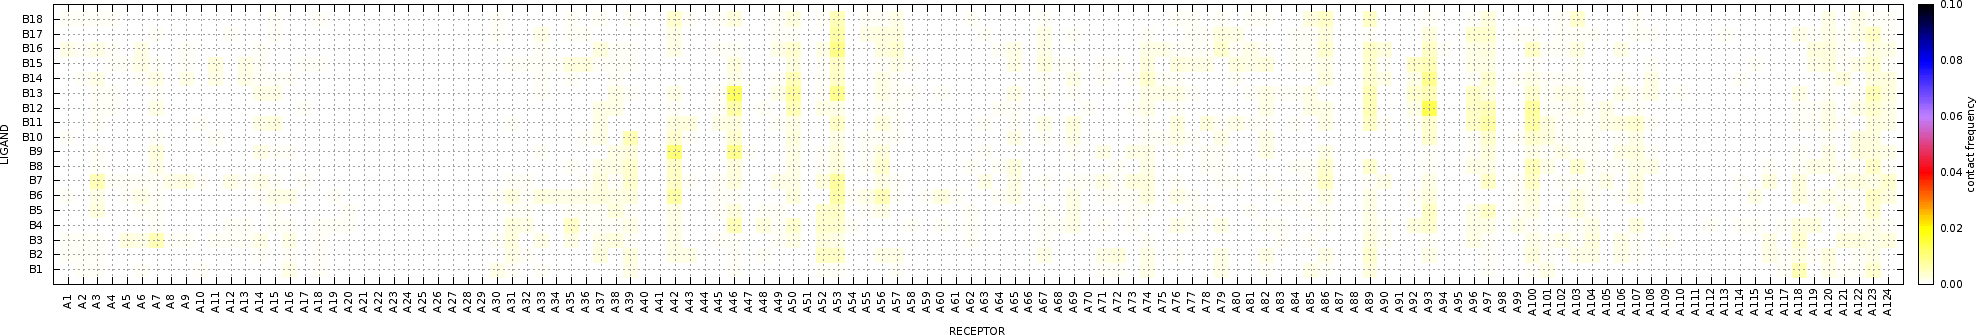 B18
B17
B16
B15
B14
B13
B12
B11
B10
B9
B8
B7
B6
B5
B4
B3
B2
B1
LIGAND
A1 A2 A3 A4 A5 A6 A7 A8 A9 A10 A11 A12 A13 A14 A15 A16 A17 A18 A19 A20 A21 A22 A23 A24 A25 A26 A27 A28 A29 A30 A31 A32 A33 A34 A35 A36 A37 A38 A39 A40 A41 A42 A43 A44 A45 A46 A47 A48 A49 A50 A51 A52 A53 A54 A55 A56 A57 A58 A59 A60 A61 A62 A63 A64 A65 A66 A67 A68 A69 A70 A71 A72 A73 A74 A75 A76 A77 A78 A79 A80 A81 A82 A83 A84 A85 A86 A87 A88 A89 A90 A91 A92 A93 A94 A95 A96 A97 A98 A99 A100 A101 A102 A103 A104 A105 A106 A107 A108 A109 A110 A111 A112 A113 A114 A115 A116 A117 A118 A119 A120 A121 A122 A123 A124
RECEPTOR
0.10
0.08
0.06
0.04
0.02
0.00
contact frequency